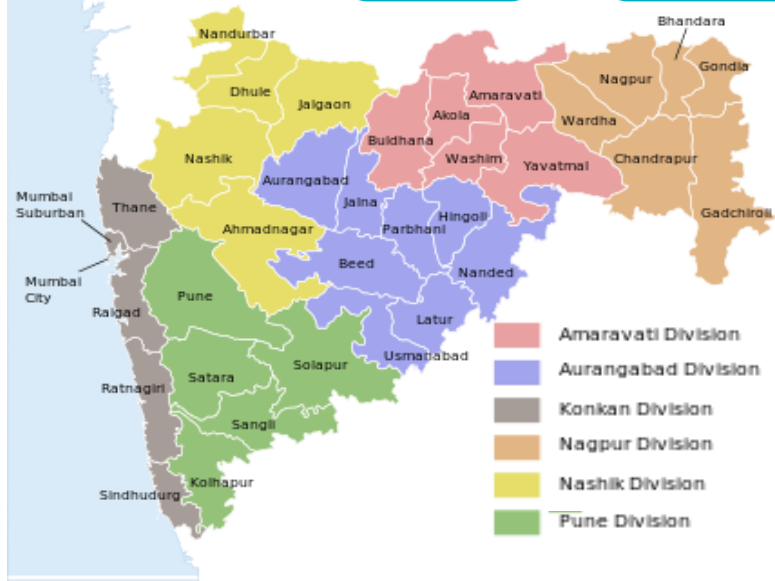 Bhandara
Nandurbar
Gondia
Nagpur
Dhule
Jalgaon
Amaravati
Akola
Wardha
Buldhana
Nashik
Washim
Yavatmal
Chandrapur
Aurangabad
Mumbai
Suburban
Thane
Jalna
Hingoli
Gadchiroli
Ahmadnagar
Parbhani
Beed
Nanded
Mumbai
City
Pune
Raigad
Latur
Amaravati Division
Usmanabad
Solapur
Aurangabad Division
Satara
Ratnagiri
Konkan Division
Sangli
Nagpur Division
Kolhapur
Nashik Division
Sindhudurg
Pune Division